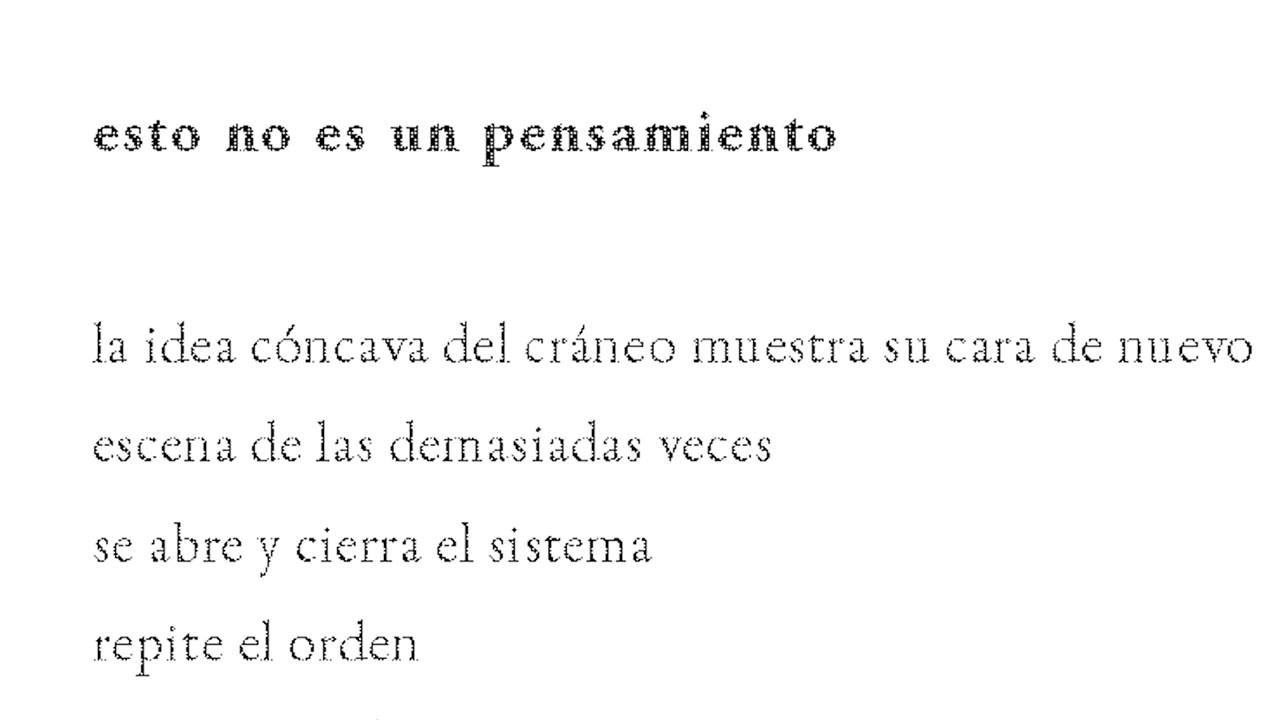 esto no es un pensamiento
la idea cóncava del cráneo muestra su cara de nuevo
escena de las demasiadas veces
se abre y cierra el sistema
repite el orden